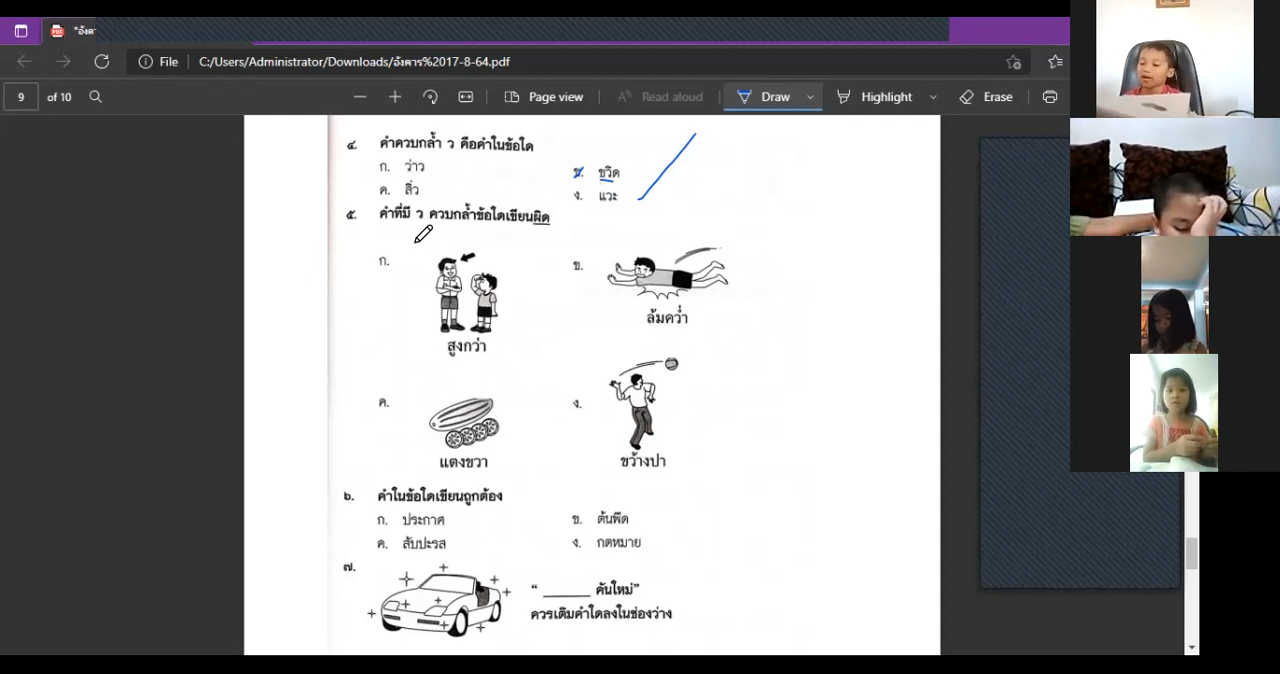 "อังคา
File C:/Users/Administrator/Downloads/อังคาร%2017-8-64.pdf
9 of 10 Page view Read aloud Draw Highlight Erase
๔. คำควบกล้ำ ว คือคำในข้อใด
ก. ว่าว ข. ขวิด
ค. สิ่ว ง. แวะ
๕. คำที่มี ว ควบกล้ำข้อใดเขียนผิด
ก. ข.
สูงกว่า ล้มคว่ำ
ค. ง.
แตงขวา ขว้างปา
๖. คำในข้อใดเขียนถูกต้อง
ก. ประกาศ ข. ต้นพืด
ค. สับปะรส ง. กตหมาย
๗.
“ ______ คันใหม่”
ควรเติมคำใดลงในช่องว่าง